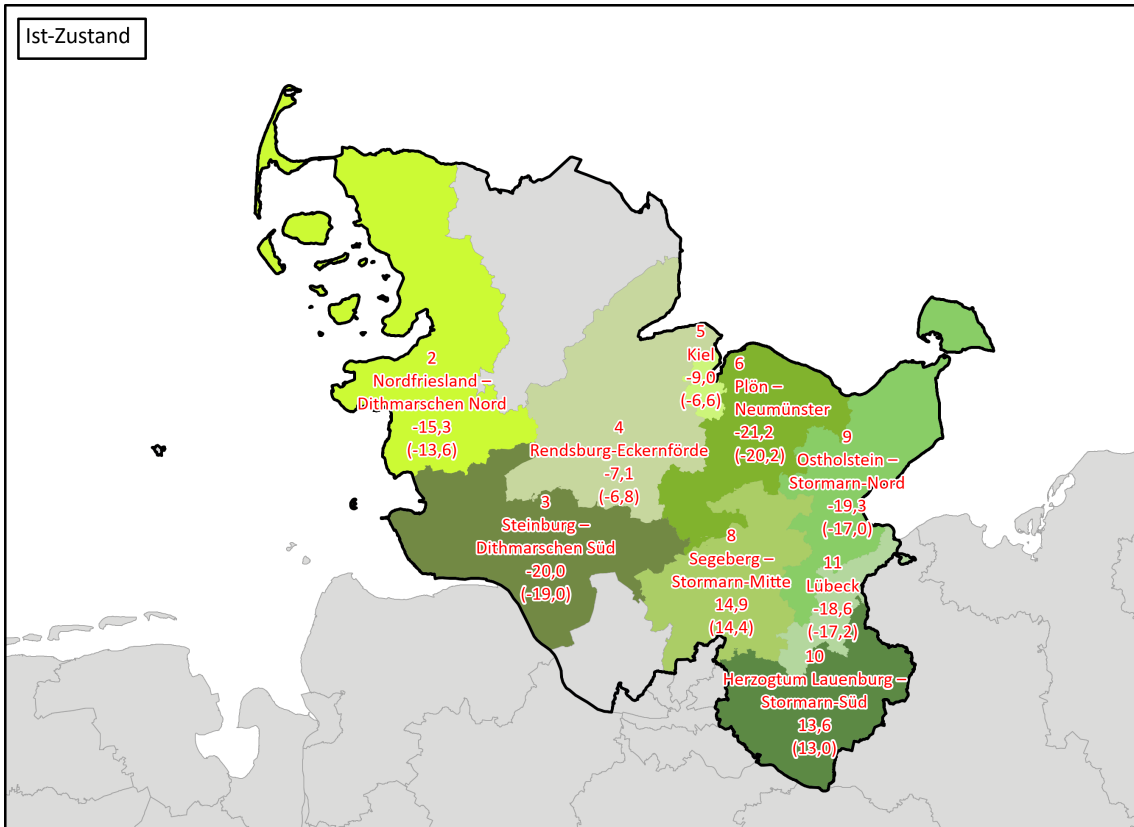 Ist-Zustand
2
Nordfriesland –
Dithmarschen Nord
-15,3
(-13,6)
3
Steinburg –
Dithmarschen Süd
-20,0
(-19,0)
4
Rendsburg-Eckernförde
-7,1
(-6,8)
5
Kiel
-9,0
(-6,6)
6
Plön –
Neumünster
-21,2
(-20,2)
8
Segeberg –
Stormarn-Mitte
14,9
(14,4)
9
Ostholstein –
Stormarn-Nord
-19,3
(-17,0)
11
Lübeck
-18,6
(-17,2)
10
Herzogtum Lauenburg –
Stormarn-Süd
13,6
(13,0)